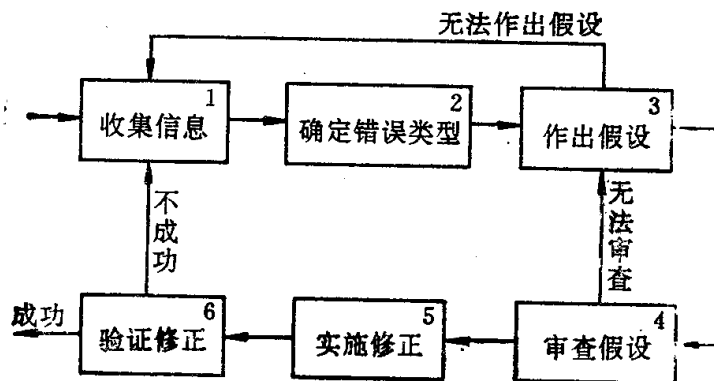 无法作出假设
1
收集信息
2
确定错误类型
3
作出假设
不成功
无法审查
成功
6
验证修正
5
实施修正
4
审查假设